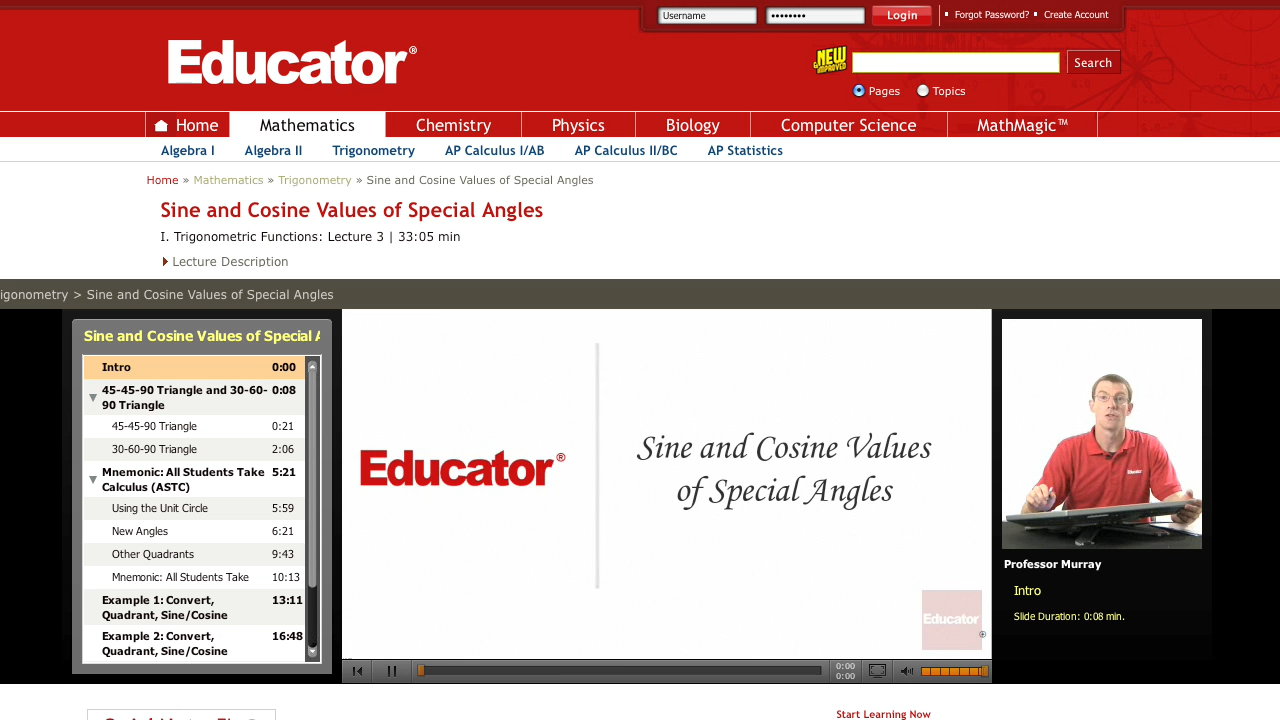 Username
••••••••
Login
Forgot Password?
Create Account
Educator®
NEW
& IMPROVED
Search
Pages
Topics
Home
Mathematics
Chemistry
Physics
Biology
Computer Science
MathMagic™
Algebra I
Algebra II
Trigonometry
AP Calculus I/AB
AP Calculus II/BC
AP Statistics
Home » Mathematics » Trigonometry » Sine and Cosine Values of Special Angles
Sine and Cosine Values of Special Angles
I. Trigonometric Functions: Lecture 3 | 33:05 min
Lecture Description
igonometry > Sine and Cosine Values of Special Angles
Sine and Cosine Values of Special A
Intro 0:00
45-45-90 Triangle and 30-60- 0:08
90 Triangle
45-45-90 Triangle 0:21
30-60-90 Triangle 2:06
Mnemonic: All Students Take 5:21
Calculus (ASTC)
Using the Unit Circle 5:59
New Angles 6:21
Other Quadrants 9:43
Mnemonic: All Students Take 10:13
Example 1: Convert, 13:11
Quadrant, Sine/Cosine
Example 2: Convert, 16:48
Quadrant, Sine/Cosine
Educator®
Sine and Cosine Values
of Special Angles
Educator®
0:00
0:00
Educator
Professor Murray
Intro
Slide Duration: 0:08 min.
Start Learning Now